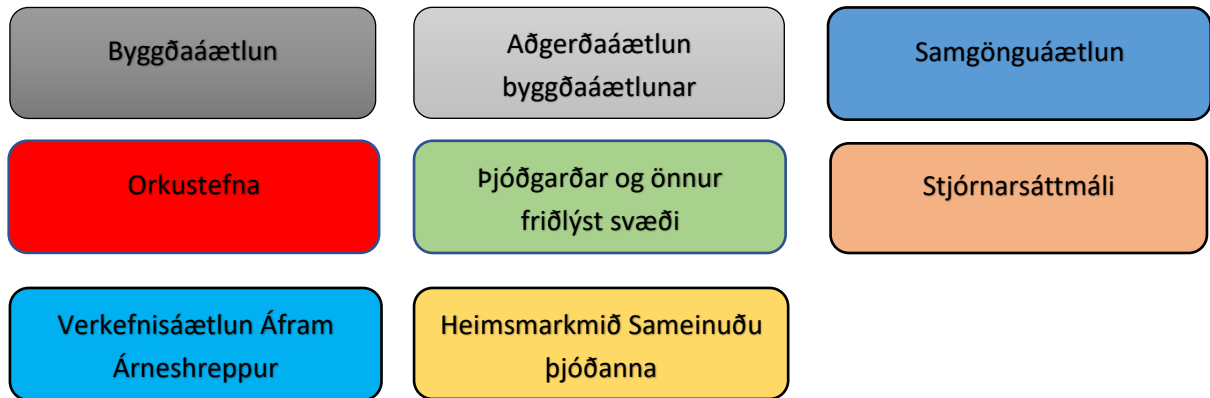 Byggðaáætlun
Aðgerðaáætlun
byggðaáætlunar
Samgönguáætlun
Orkustefna
Þjóðgarðar og önnur
friðlýst svæði
Stjórnarsáttmáli
Verkefnisáætlun Áfram
Árneshreppur
Heimsmarkmið Sameinuðu
þjóðanna